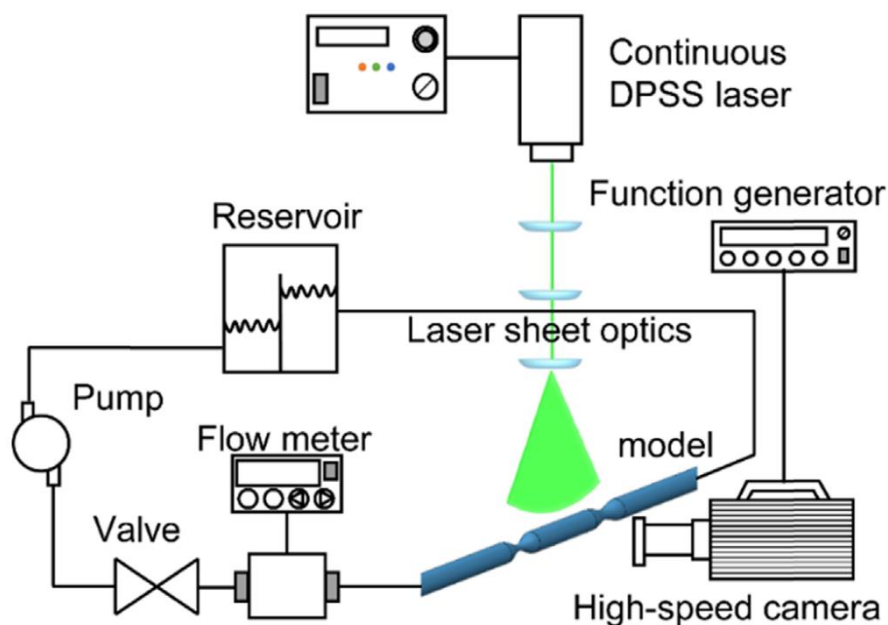 Continuous
DPSS laser
Function generator
Reservoir
Laser sheet optics
Pump
Flow meter
model
Valve
High-speed camera